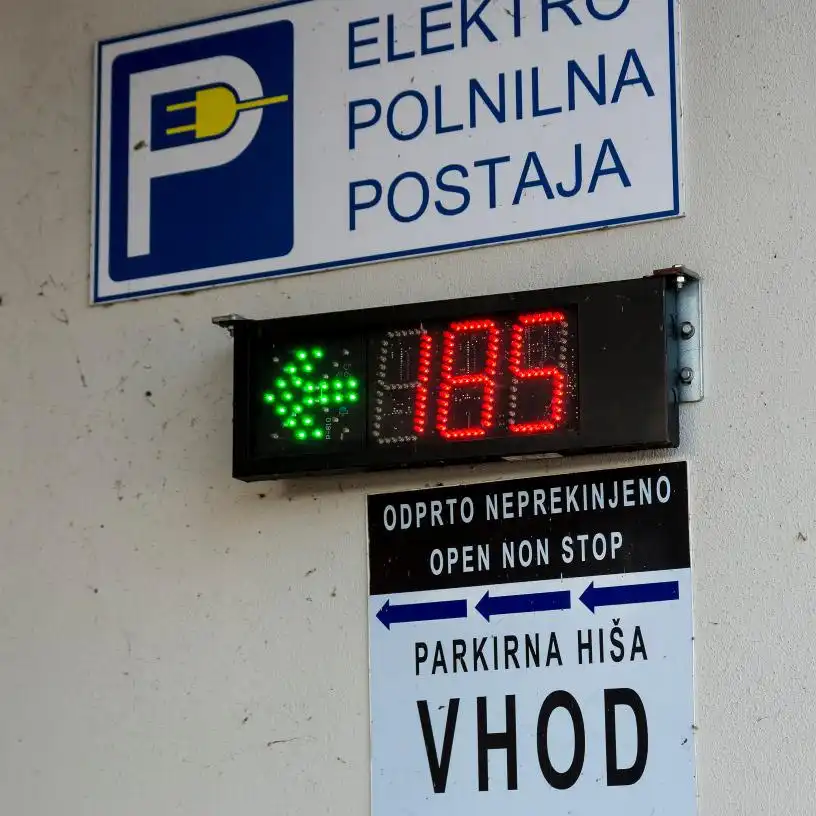 P
ELEKTRO
POLNILNA
POSTAJA
185
ODPRTO NEPREKINJENO
OPEN NON STOP
PARKIRNA HIŠA
VHOD